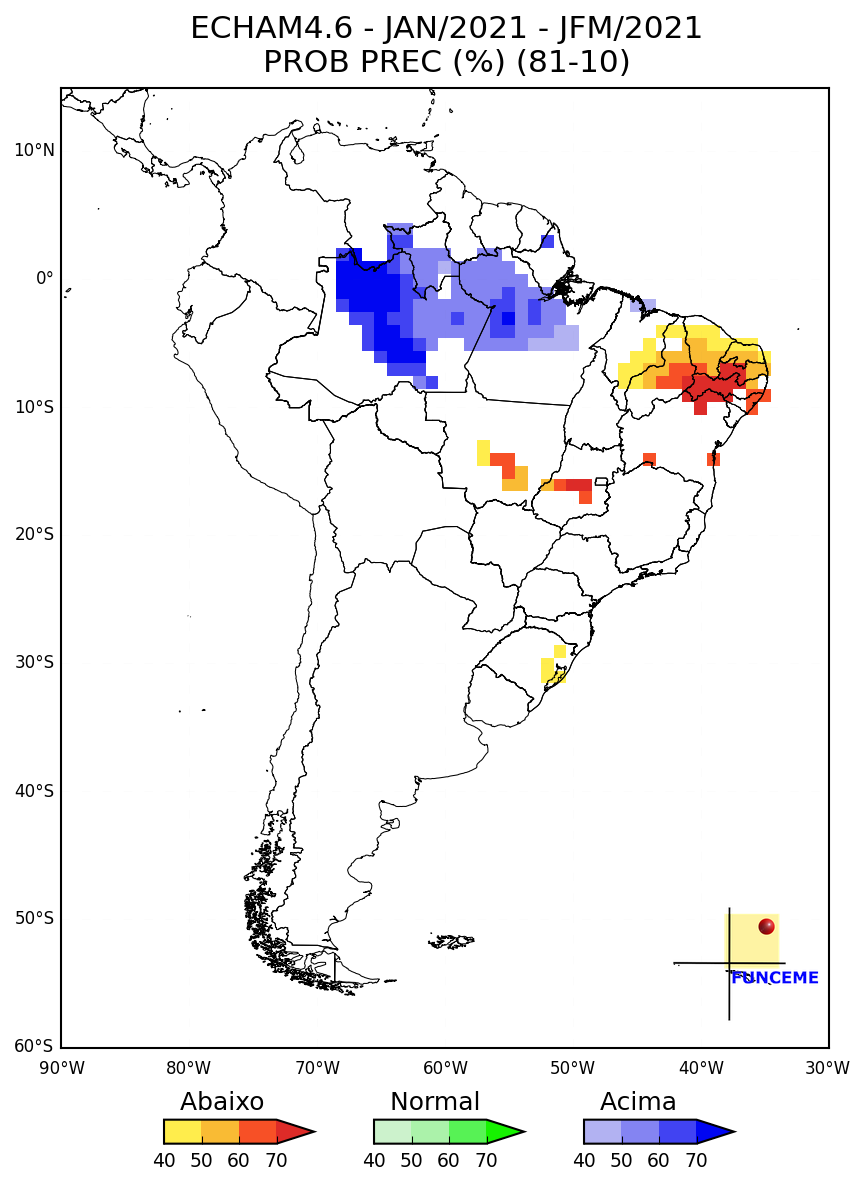 ECHAM4.6 - JAN/2021 - JFM/2021
PROB PREC (%) (81-10)
10°N
0°
10°S
20°S
30°S
40°S
50°S
60°S
FUNCEME
90°W 80°W 70°W 60°W 50°W 40°W 30°W
Abaixo Normal Acima
40 50 60 70 40 50 60 70 40 50 60 70